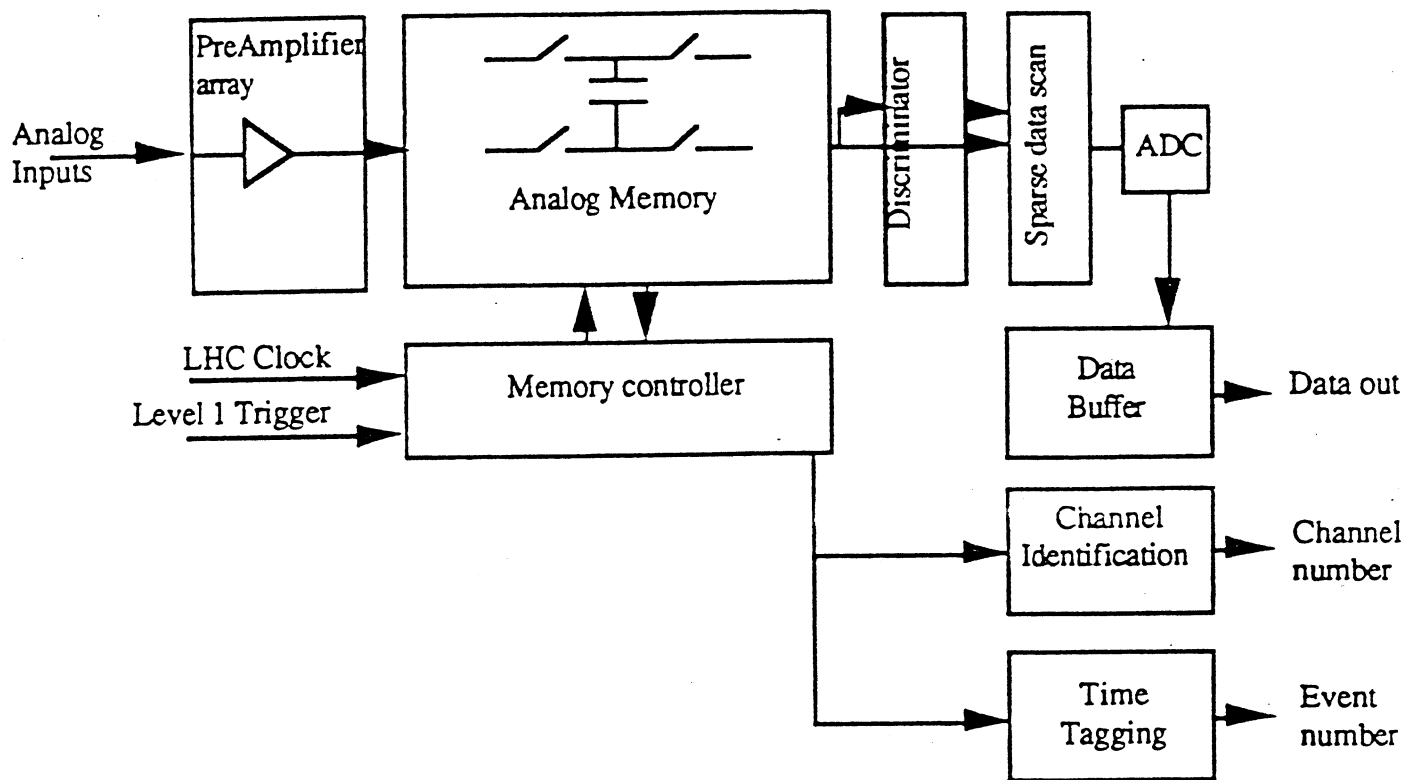 PreAmplifier
array
Analog
Inputs
Analog Memory
Discriminator
Sparse data scan
ADC
LHC Clock
Level 1 Trigger
Memory controller
Data
Buffer
Data out
Channel
Identification
Channel
number
Time
Tagging
Event
number